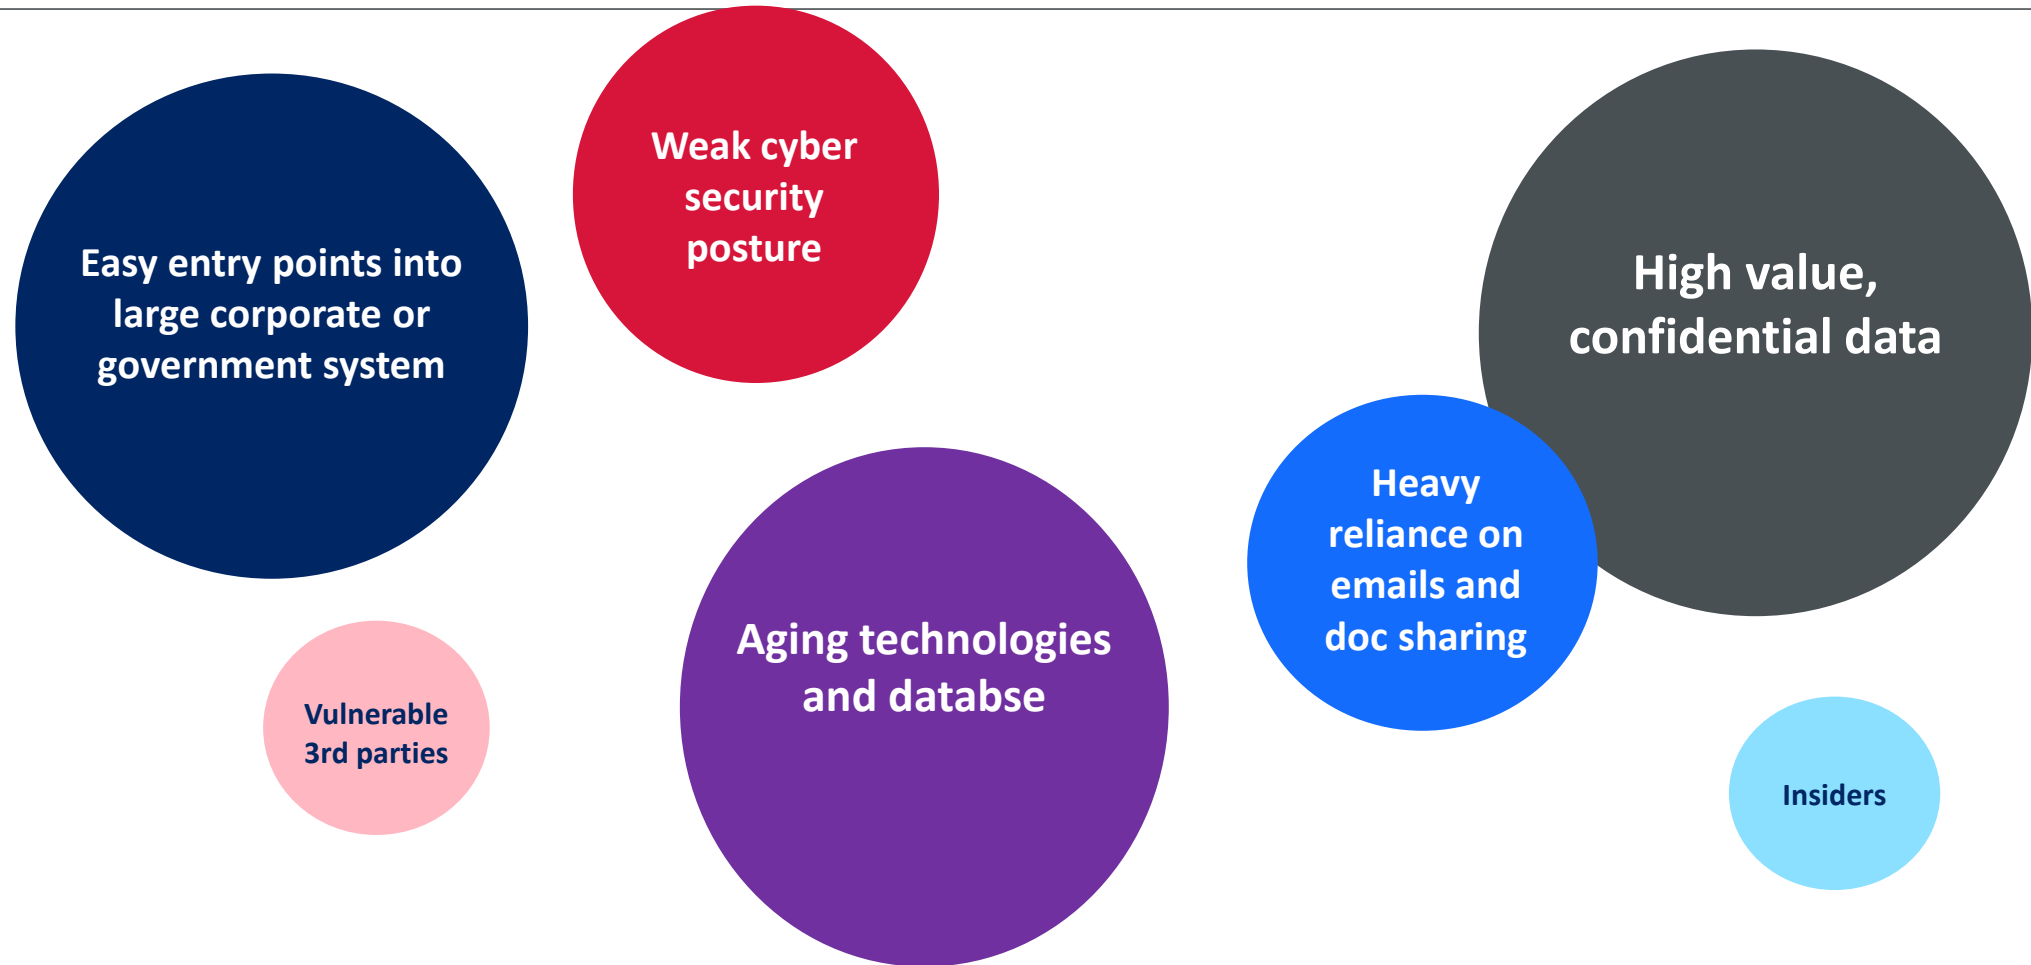 Easy entry points into
large corporate or
government system
Weak cyber
security
posture
High value,
confidential data
Heavy
reliance on
emails and
doc sharing
Aging technologies
and databse
Vulnerable
3rd parties
Insiders